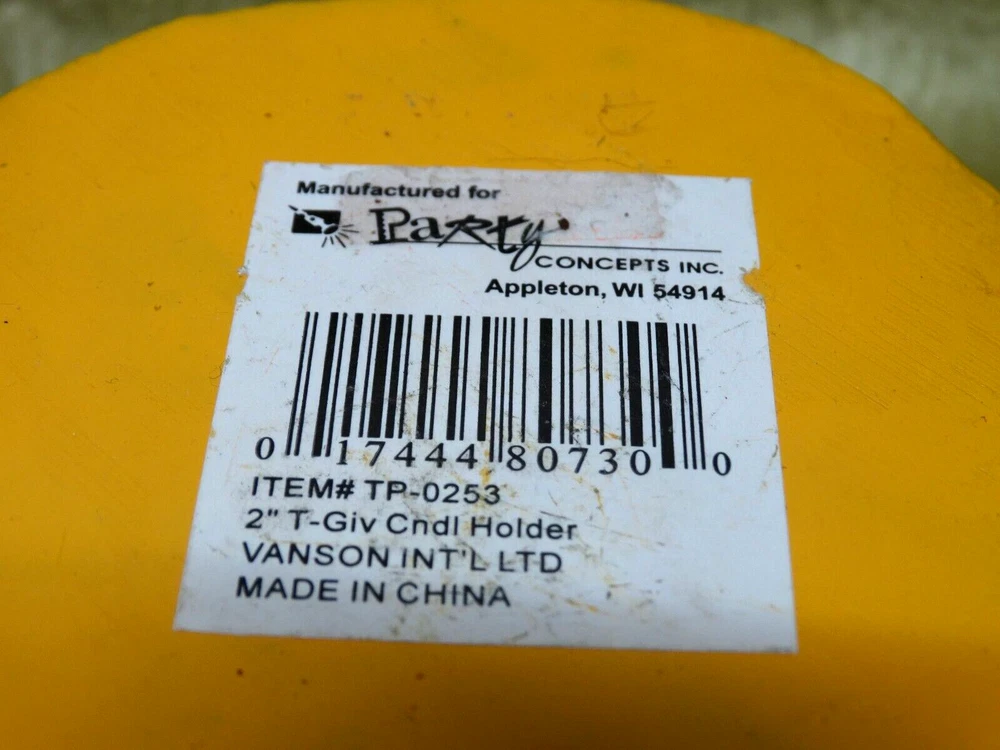 Manufactured for
Party
CONCEPTS INC.
Appleton, WI 54914
0 17444 80730 0
ITEM# TP-0253
2" T-Giv Cndl Holder
VANSON INT'L LTD
MADE IN CHINA